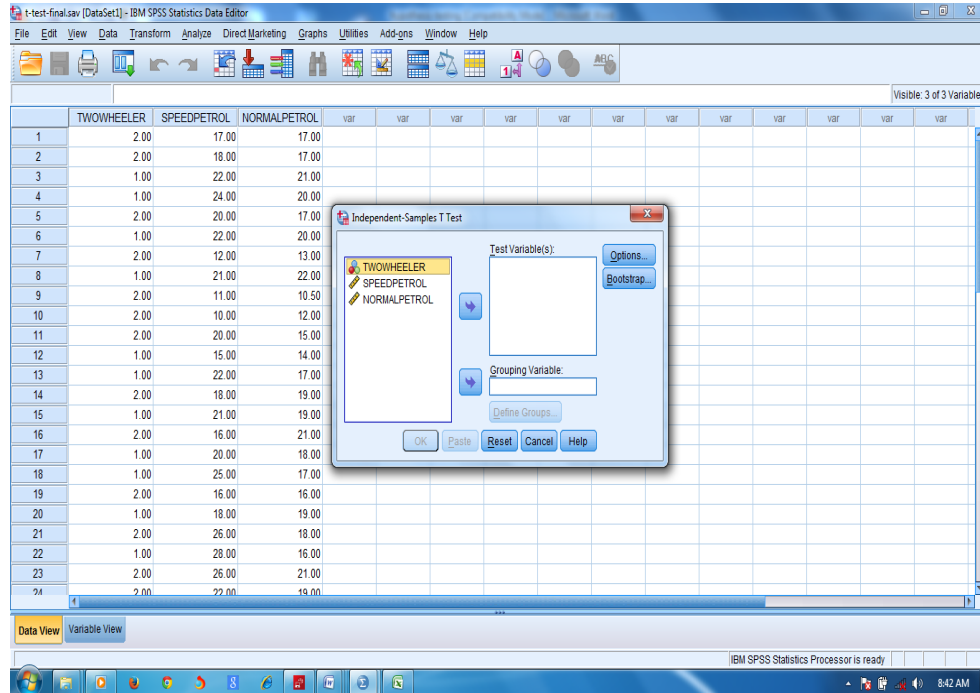 t-test-final.sav [DataSet1] - IBM SPSS Statistics Data Editor
File Edit View Data Transform Analyze Direct Marketing Graphs Utilities Add-ons Window Help
Visible: 3 of 3 Variable
TWOWHEELER SPEEDPETROL NORMALPETROL var var var var var var var var var var var var
1 2.00 17.00 17.00
2 2.00 18.00 17.00
3 1.00 22.00 21.00
4 1.00 24.00 20.00
5 2.00 20.00 17.00
6 1.00 22.00 20.00
7 2.00 12.00 13.00
8 1.00 21.00 22.00
9 2.00 11.00 10.50
10 2.00 10.00 12.00
11 2.00 20.00 15.00
12 1.00 15.00 14.00
13 1.00 22.00 17.00
14 2.00 18.00 19.00
15 1.00 21.00 19.00
16 2.00 16.00 21.00
17 1.00 20.00 18.00
18 1.00 25.00 17.00
19 2.00 16.00 16.00
20 1.00 18.00 19.00
21 2.00 26.00 18.00
22 1.00 28.00 16.00
23 2.00 26.00 21.00
24 2.00 22.00 19.00
Independent-Samples T Test
Test Variable(s):
TWOWHEELER
SPEEDPETROL
NORMALPETROL
Options...
Bootstrap...
Grouping Variable:
Define Groups...
OK Paste Reset Cancel Help
Data View Variable View
IBM SPSS Statistics Processor is ready
8:42 AM